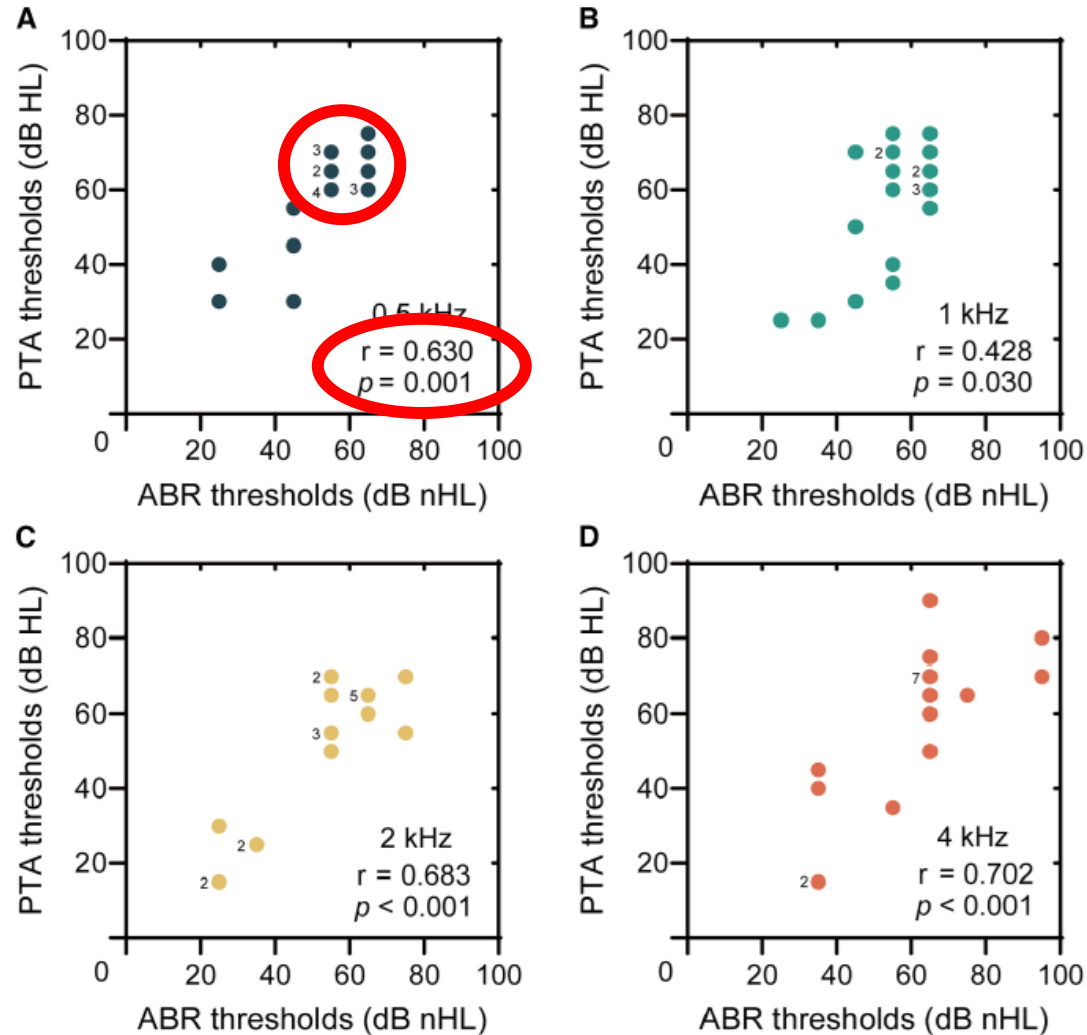 A
PTA thresholds (dB HL)
100
80
60
40
20
0
20 40 60 80 100
ABR thresholds (dB nHL)
3
2
4
3
0.5 kHz
r = 0.630
p = 0.001
B
PTA thresholds (dB HL)
100
80
60
40
20
0
20 40 60 80 100
ABR thresholds (dB nHL)
2
2
3
1 kHz
r = 0.428
p = 0.030
C
PTA thresholds (dB HL)
100
80
60
40
20
0
20 40 60 80 100
ABR thresholds (dB nHL)
2
5
3
2
2
2 kHz
r = 0.683
p < 0.001
D
PTA thresholds (dB HL)
100
80
60
40
20
0
20 40 60 80 100
ABR thresholds (dB nHL)
7
2
4 kHz
r = 0.702
p < 0.001